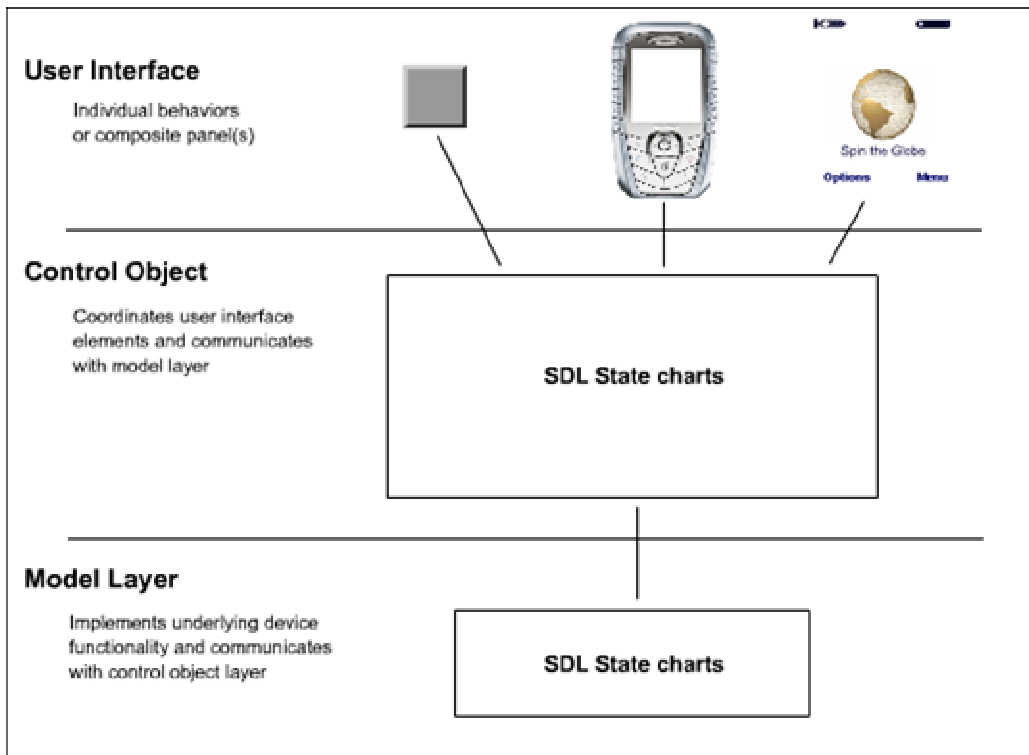 User Interface
Individual behaviors
or composite panel(s)
Spin the Globe
Options Menu
Control Object
Coordinates user interface
elements and communicates
with model layer
SDL State charts
Model Layer
Implements underlying device
functionality and communicates
with control object layer
SDL State charts